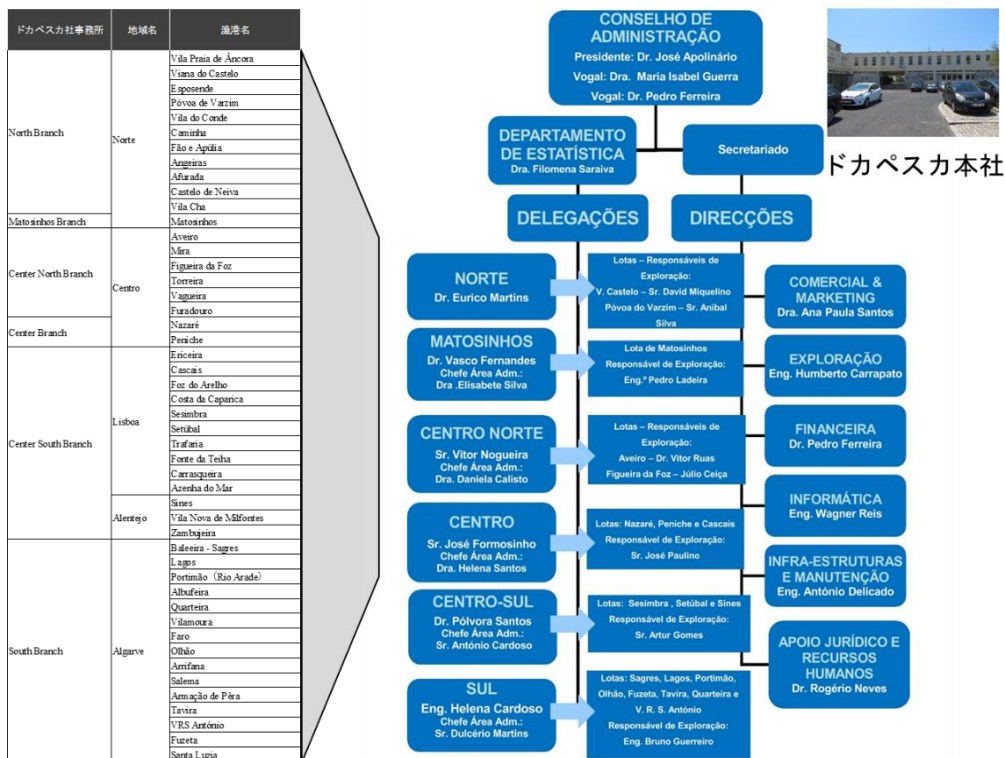 ドカペスカ社事務所 地域名 漁港名
North Branch Norte Vila Praia de Âncora
Viana do Castelo
Esposende
Póvoa de Varzim
Vila do Conde
Caminha
Fão e Apúlia
Angeiras
Afurada
Castelo de Neiva
Vila Cha
Matosinhos Branch Matosinhos
Center North Branch Centro Aveiro
Mira
Figueira da Foz
Torreira
Vagueira
Furadouro
Center Branch Nazaré
Peniche
Center South Branch Lisboa Ericeira
Cascais
Foz do Arelho
Costa da Caparica
Sesimbra
Setúbal
Trafaria
Fonte da Teiha
Carrasqueira
Azenha do Mar
Alentejo Sines
Vila Nova de Milfontes
Zambujeira
South Branch Algarve Baleeira - Sagres
Lagos
Portimão (Rio Arade)
Albufeira
Quarteira
Vilamoura
Faro
Olhão
Arrifana
Salema
Armação de Pêra
Tavira
VRS António
Fuzeta
Santa Luzia
CONSELHO DE
ADMINISTRAÇÃO
Presidente: Dr. José Apolinário
Vogal: Dra. Maria Isabel Guerra
Vogal: Dr. Pedro Ferreira
ドカペスカ本社
DEPARTAMENTO
DE ESTATÍSTICA
Dra. Filomena Saraiva
Secretariado
DELEGAÇÕES
DIRECÇÕES
NORTE
Dr. Eurico Martins
Lotas – Responsáveis de
Exploração:
V. Castelo – Sr. David Miquelino
Póvoa do Varzim – Sr. Aníbal
Silva
MATOSINHOS
Dr. Vasco Fernandes
Chefe Área Adm.:
Dra .Elisabete Silva
Lota de Matosinhos
Responsável de Exploração:
Eng.º Pedro Ladeira
CENTRO NORTE
Sr. Vitor Nogueira
Chefe Área Adm.:
Dra. Daniela Calisto
Lotas – Responsáveis de
Exploração:
Aveiro – Dr. Vitor Ruas
Figueira da Foz – Júlio Ceiça
CENTRO
Sr. José Formosinho
Chefe Área Adm.:
Dra. Helena Santos
Lotas: Nazaré, Peniche e Cascais
Responsável de Exploração:
Sr. José Paulino
CENTRO-SUL
Dr. Pólvora Santos
Chefe Área Adm.:
Sr. António Cardoso
Lotas: Sesimbra , Setúbal e Sines
Responsável de Exploração:
Sr. Artur Gomes
SUL
Eng. Helena Cardoso
Chefe Área Adm.:
Sr. Dulcério Martins
Lotas: Sagres, Lagos, Portimão,
Olhão, Fuzeta, Tavira, Quarteira e
V. R. S. António
Responsável de Exploração:
Eng. Bruno Guerreiro
COMERCIAL &
MARKETING
Dra. Ana Paula Santos
EXPLORAÇÃO
Eng. Humberto Carrapato
FINANCEIRA
Dr. Pedro Ferreira
INFORMÁTICA
Eng. Wagner Reis
INFRA-ESTRUTURAS
E MANUTENÇÃO
Eng. António Delicado
APOIO JURÍDICO E
RECURSOS
HUMANOS
Dr. Rogério Neves